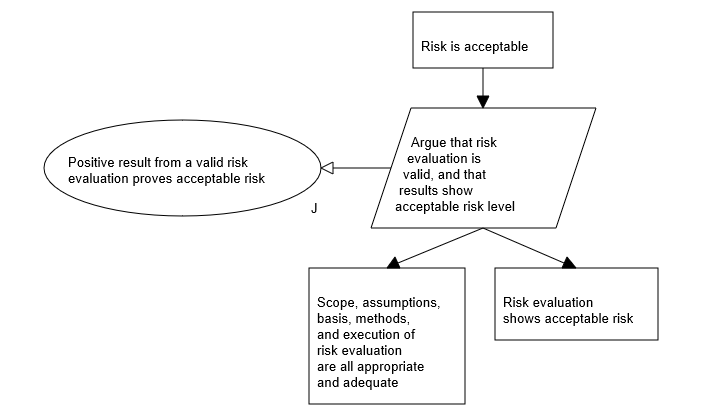 Risk is acceptable
Argue that risk
evaluation is
valid, and that
results show
acceptable risk level
Positive result from a valid risk
evaluation proves acceptable risk
J
Scope, assumptions,
basis, methods,
and execution of
risk evaluation
are all appropriate
and adequate
Risk evaluation
shows acceptable risk